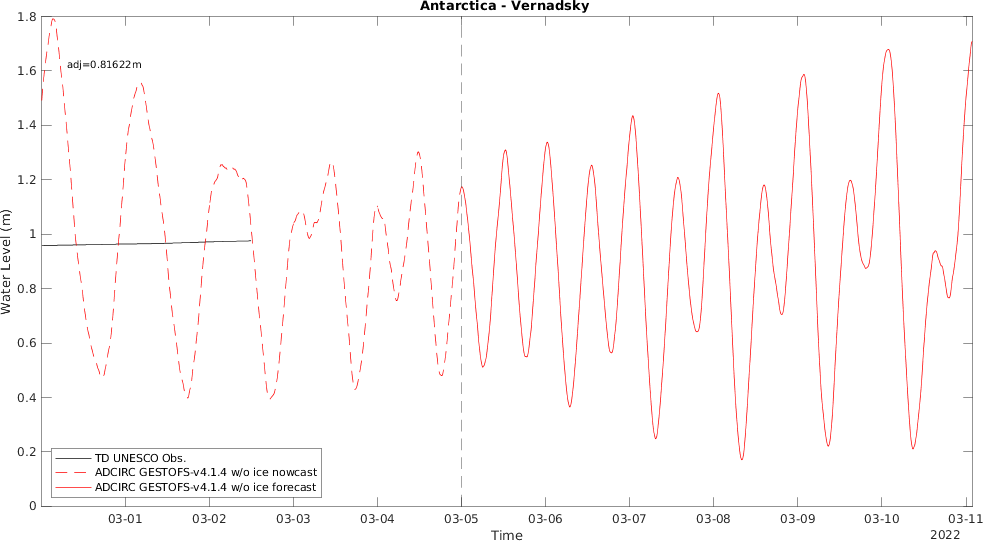 Antarctica - Vernadsky
1.8
1.6
1.4
1.2
1
0.8
0.6
0.4
0.2
0
Water Level (m)
adj=0.81622m
TD UNESCO Obs.
ADCIRC GESTOFS-v4.1.4 w/o ice nowcast
ADCIRC GESTOFS-v4.1.4 w/o ice forecast
03-01 03-02 03-03 03-04 03-05 03-06 03-07 03-08 03-09 03-10 03-11
Time
2022